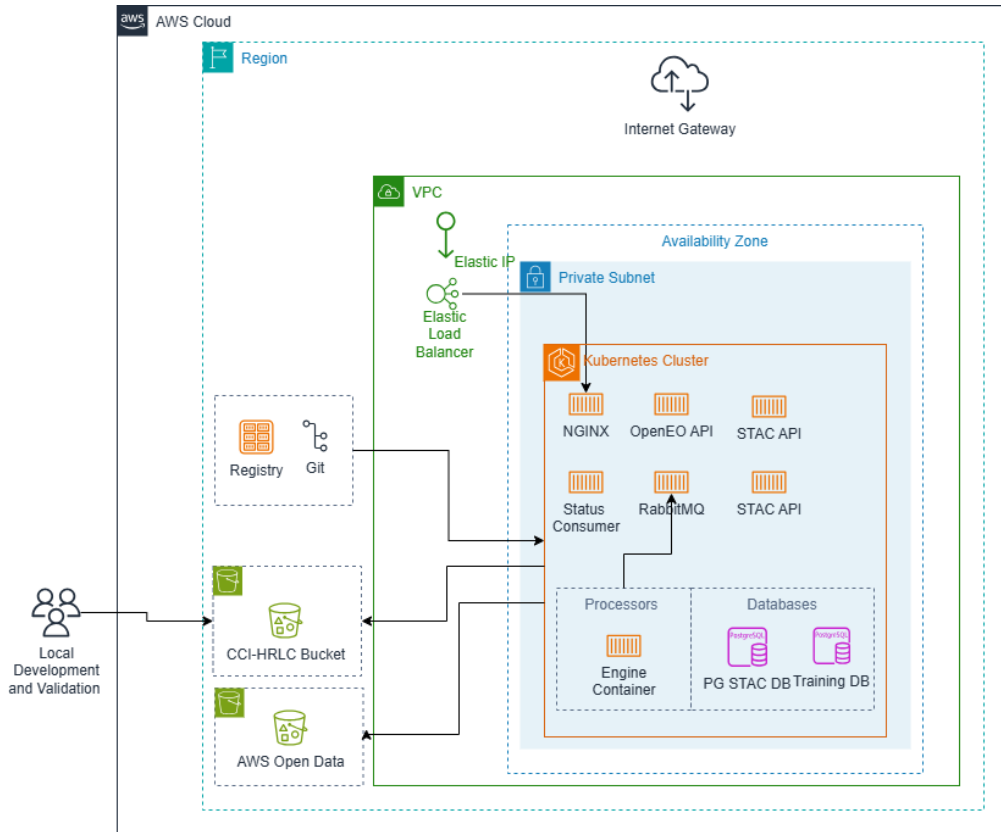 aws
AWS Cloud
Region
Internet Gateway
VPC
Elastic IP
Elastic
Load
Balancer
Availability Zone
Private Subnet
Kubernetes Cluster
K
NGINX
OpenEO API
STAC API
Status
Consumer
RabbitMQ
STAC API
Registry
Git
Local
Development
and Validation
CCI-HRLC Bucket
AWS Open Data
Processors
Engine
Container
Databases
PostgreSQL
PG STAC DB
PostgreSQL
Training DB